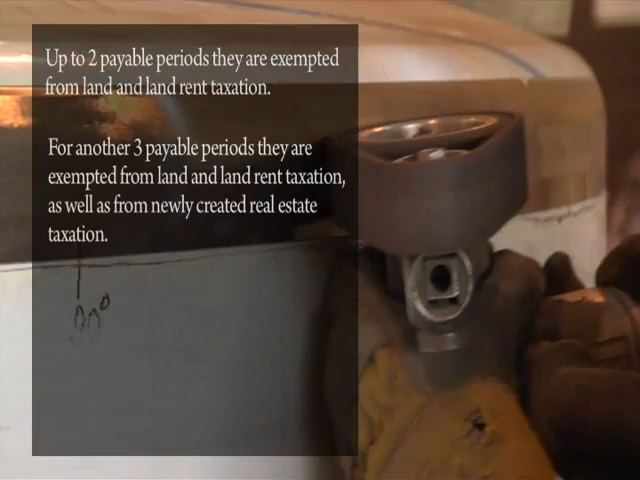 Up to 2 payable periods they are exempted
from land and land rent taxation.
For another 3 payable periods they are
exempted from land and land rent taxation,
as well as from newly created real estate
taxation.